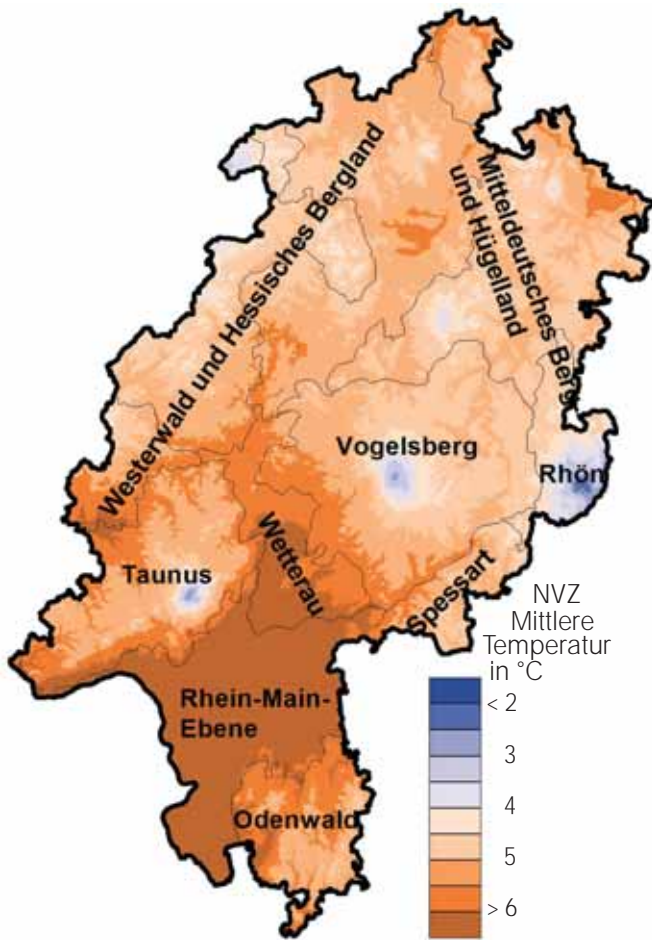 Westerwald und Hessisches Bergland
Mitteldeutsches Berg
und Hügelland
Vogelsberg
Rhön
Wetterau
Taunus
Spessart
Rhein-Main-
Ebene
Odenwald
NVZ
Mittlere
Temperatur
in °C
< 2
3
4
5
> 6